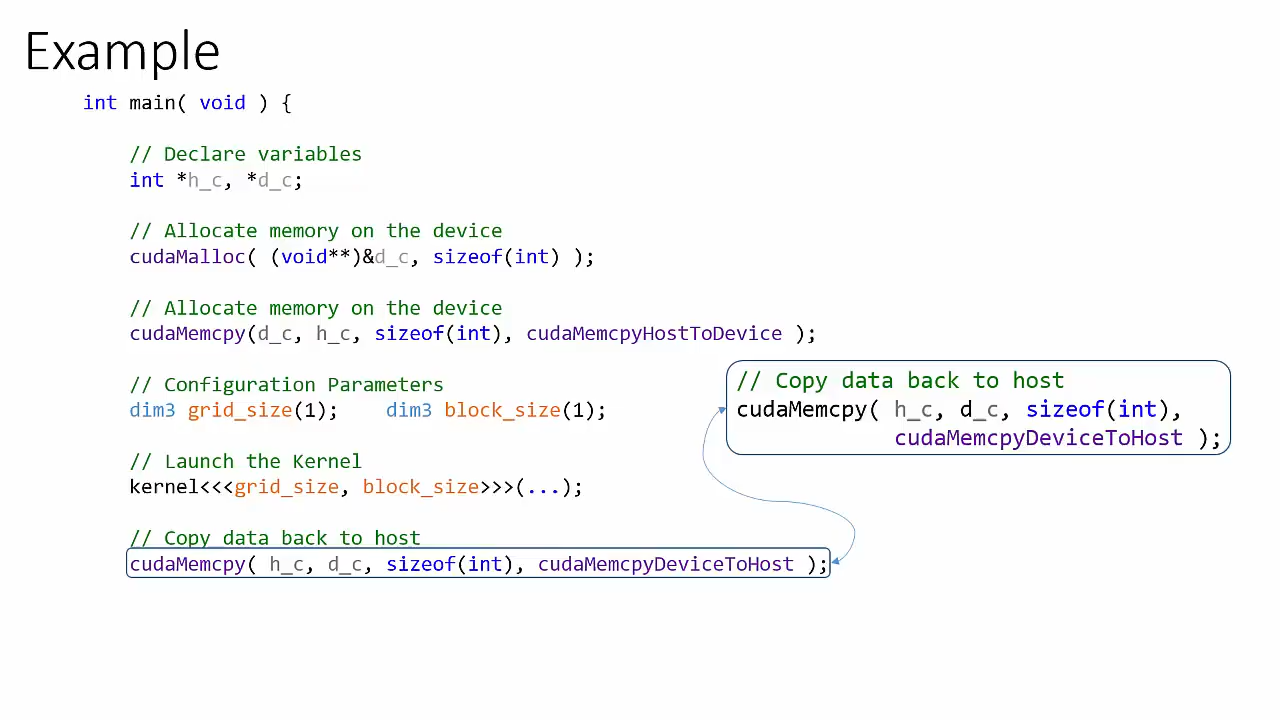 Example
int main( void ) {
// Declare variables
int *h_c, *d_c;
// Allocate memory on the device
cudaMalloc( (void**)&d_c, sizeof(int) );
// Allocate memory on the device
cudaMemcpy(d_c, h_c, sizeof(int), cudaMemcpyHostToDevice );
// Configuration Parameters
dim3 grid_size(1);    dim3 block_size(1);
// Launch the Kernel
kernel<<<grid_size, block_size>>>(...);
// Copy data back to host
cudaMemcpy( h_c, d_c, sizeof(int), cudaMemcpyDeviceToHost );
// Copy data back to host
cudaMemcpy( h_c, d_c, sizeof(int),
cudaMemcpyDeviceToHost );